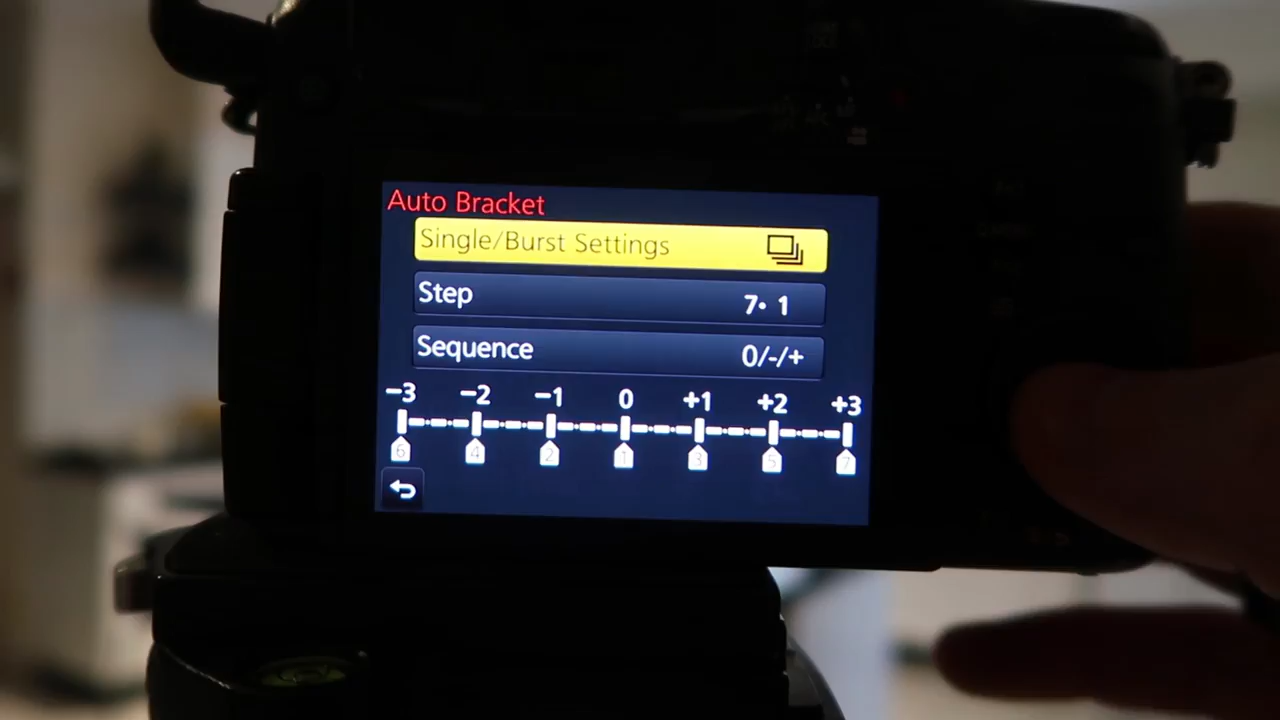 Auto Bracket
Single/Burst Settings
Step 7• 1
Sequence 0/-/+
−3 −2 −1 0 +1 +2 +3
6 4 2 1 3 5 7